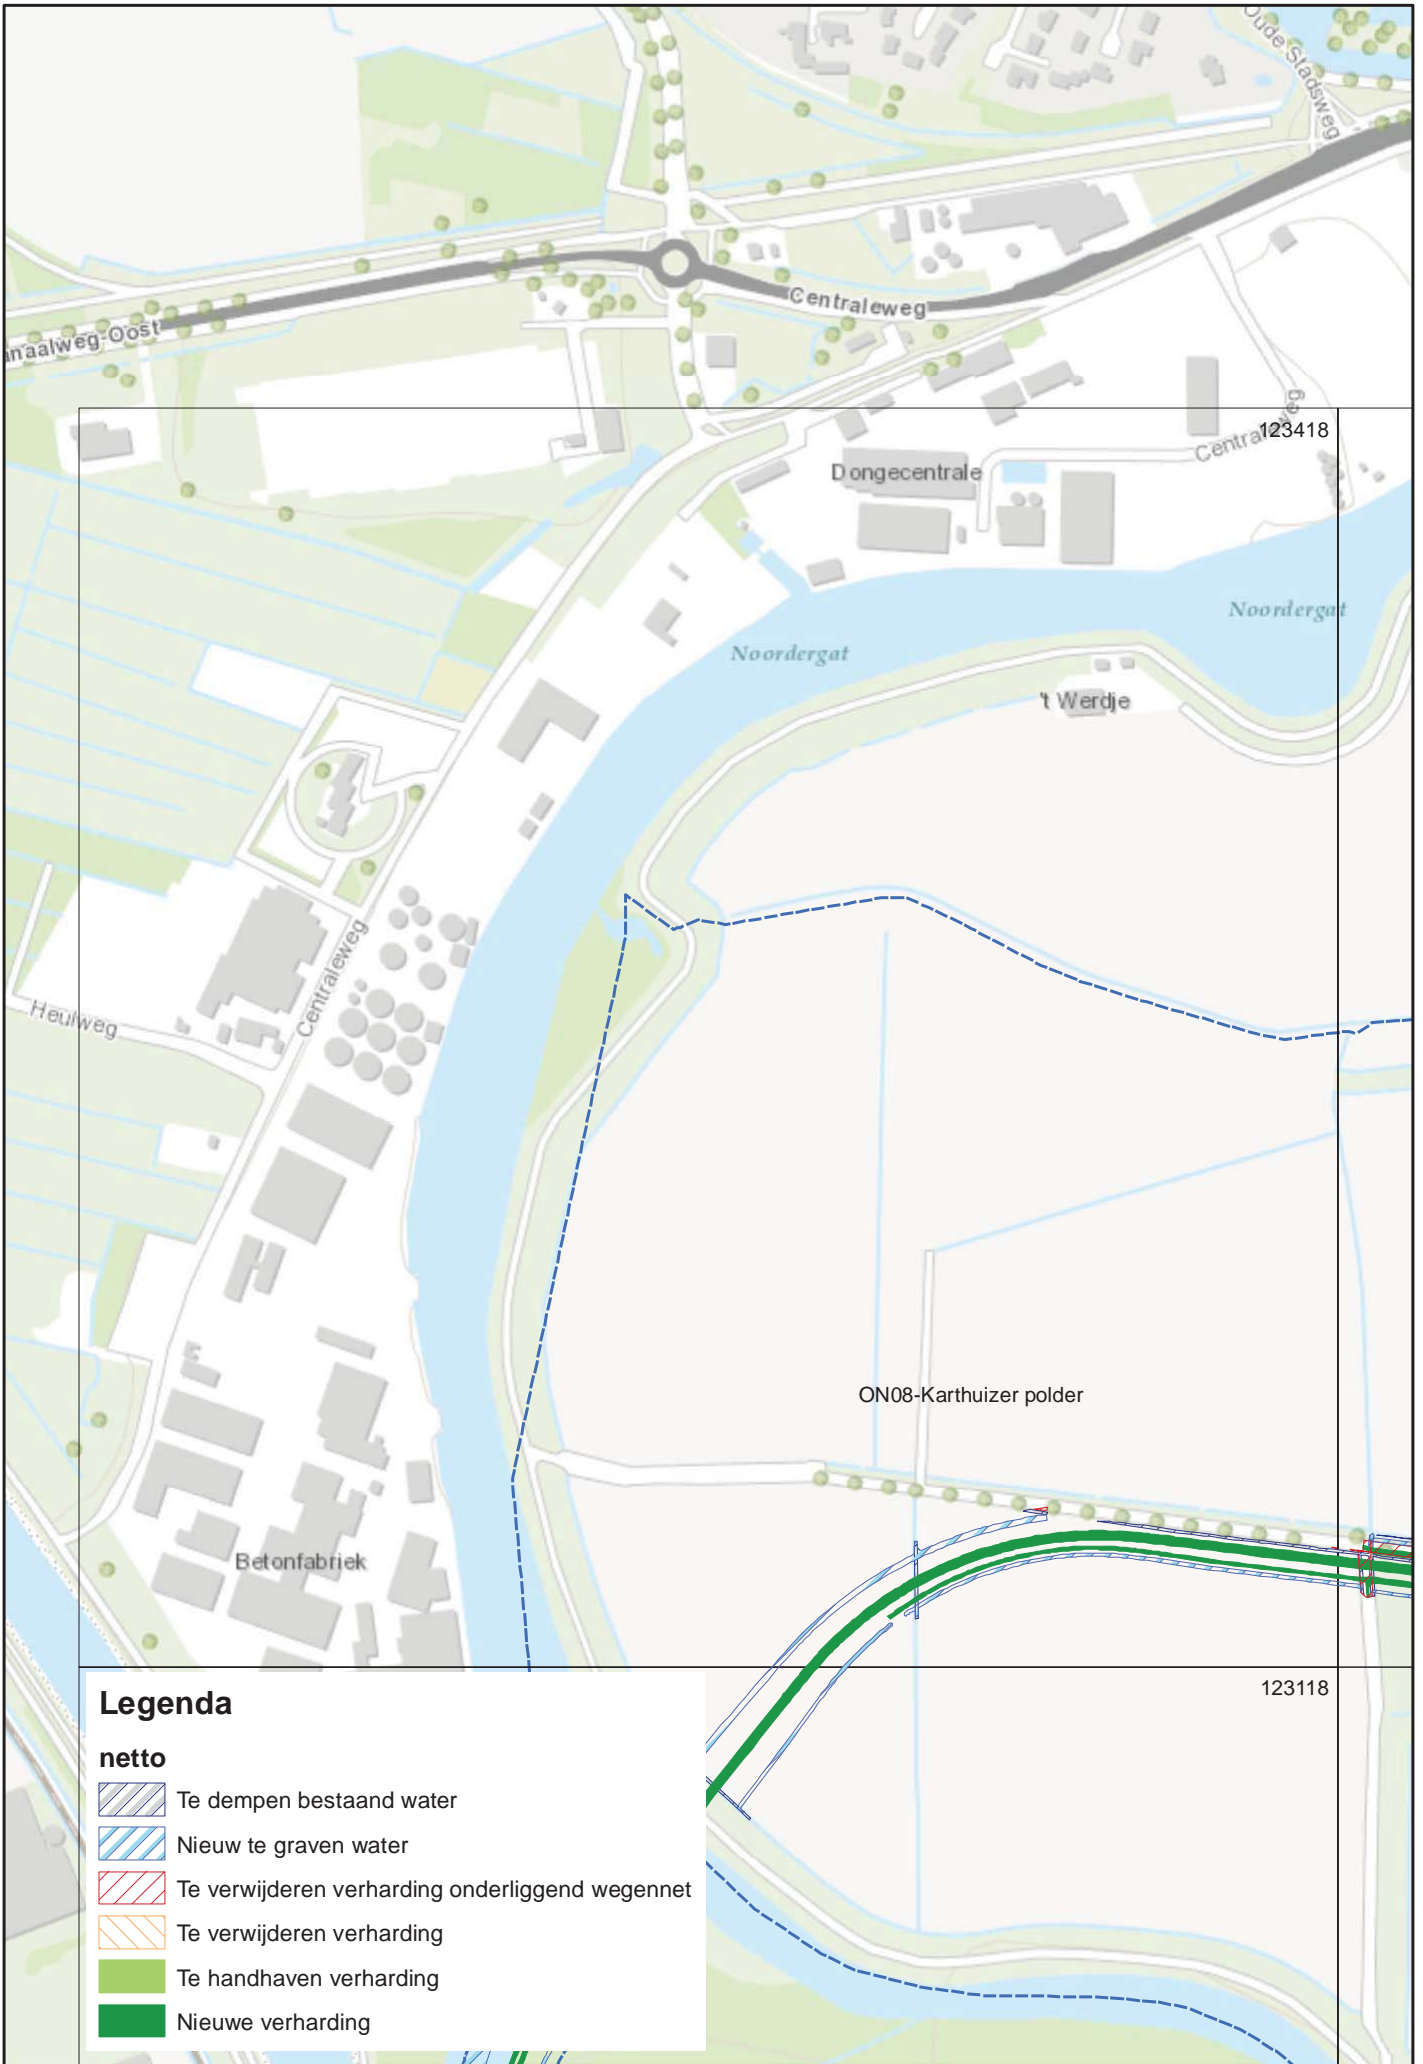 Oude Stadsweg
Centraleweg
anaalweg-Oost
123418
Centraleweg
Dongecentrale
Noordergat
Noordergat
't Werdje
Centraleweg
Heulweg
ON08-Karthuizer polder
Betonfabriek
123118
Legenda
netto
Te dempen bestaand water
Nieuw te graven water
Te verwijderen verharding onderliggend wegennet
Te verwijderen verharding
Te handhaven verharding
Nieuwe verharding